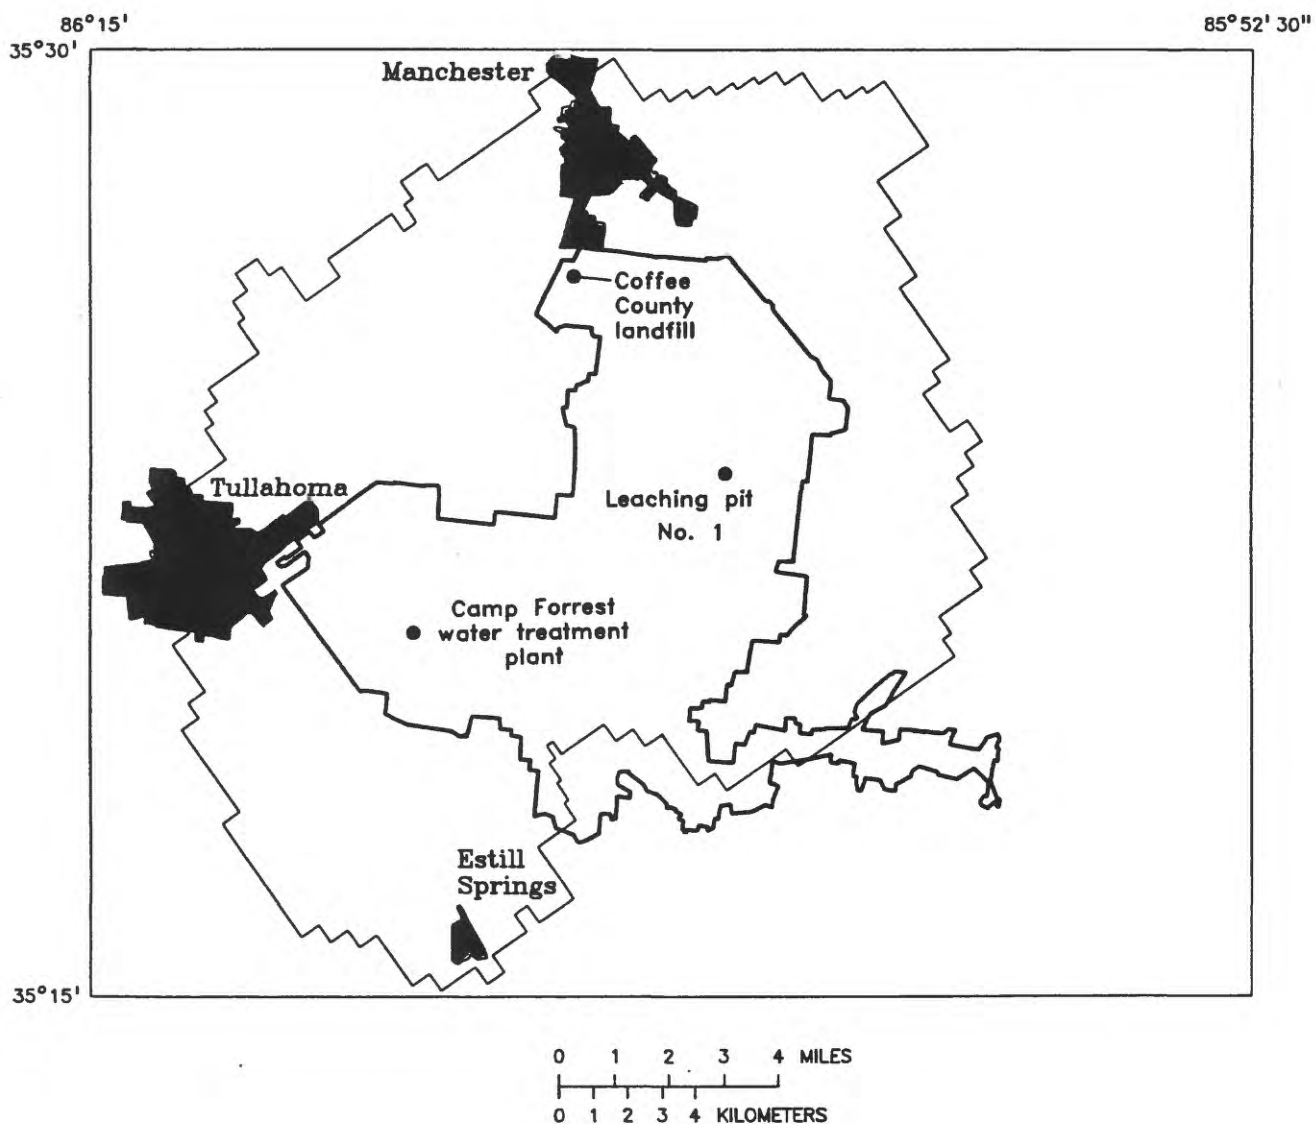 86°15'
85°52' 30"
35°30'
Manchester
Coffee
County
landfill
Tullahoma
Leaching pit
No. 1
Camp Forrest
water treatment
plant
Estill
Springs
35°15'
0 1 2 3 4 MILES
0 1 2 3 4 KILOMETERS